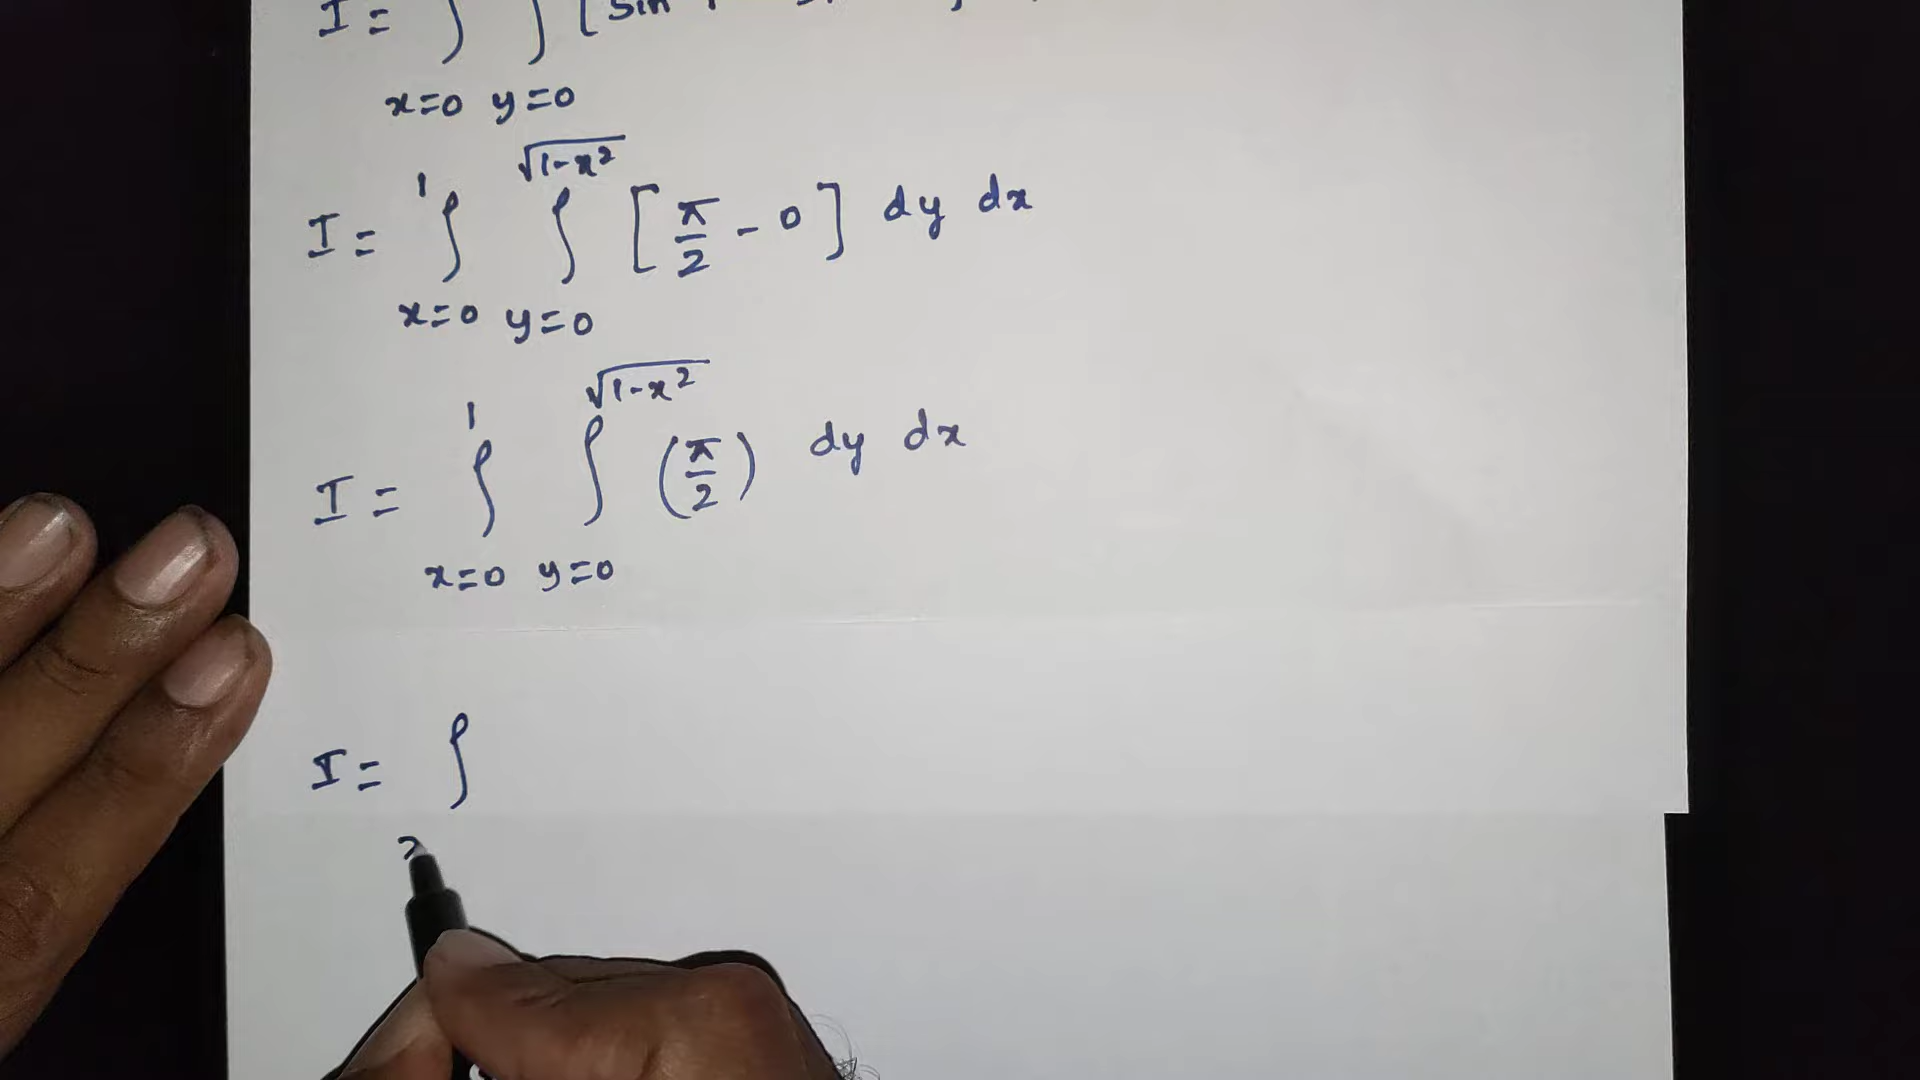 I = ∫ ∫ [sin
x=0 y=0
1 √1-x²
I = ∫ ∫ [π/2 - 0] dy dx
x=0 y=0
1 √1-x²
I = ∫ ∫ (π/2) dy dx
x=0 y=0
I = ∫